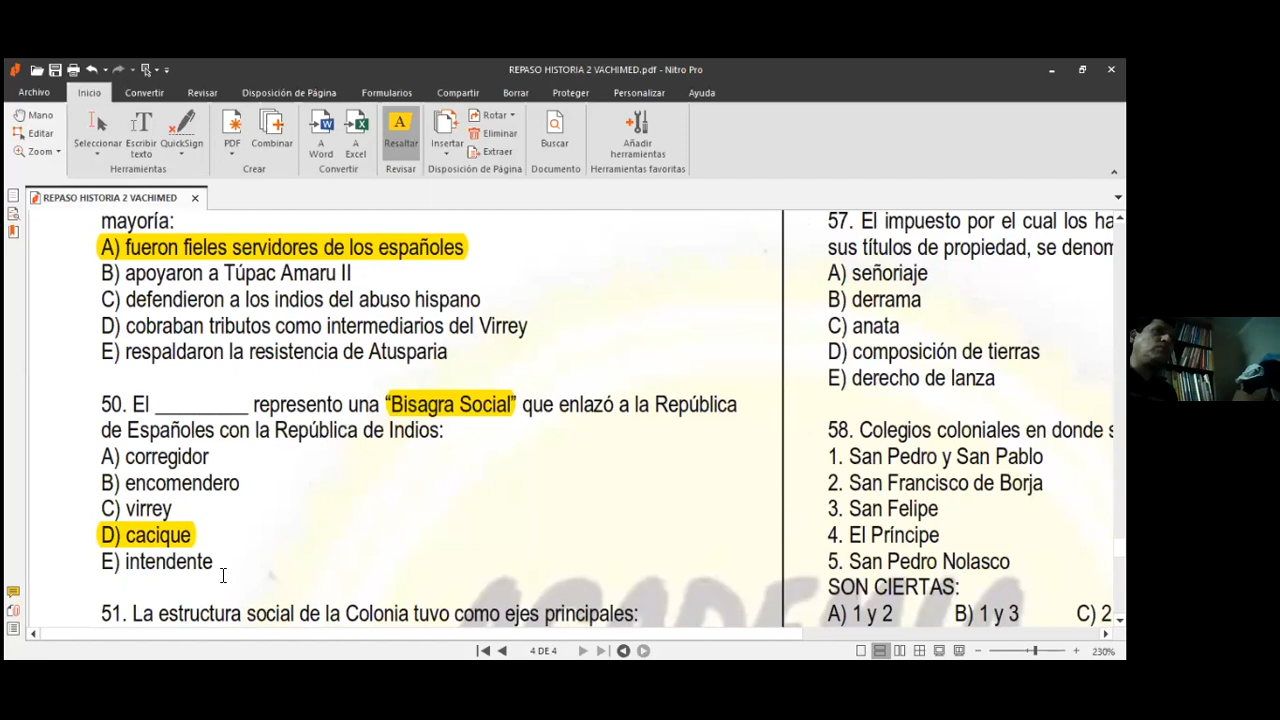 REPASO HISTORIA 2 VACHIMED.pdf - Nitro Pro
Archivo Inicio Convertir Revisar Disposición de Página Formularios Compartir Borrar Proteger Personalizar Ayuda
Mano
Editar
Zoom
Seleccionar
Escribir texto
QuickSign
Herramientas
PDF
Combinar
Crear
A Word
A Excel
Convertir
Resaltar
Revisar
Insertar
Rotar
Eliminar
Extraer
Disposición de Página
Buscar
Documento
Añadir herramientas
Herramientas favoritas
REPASO HISTORIA 2 VACHIMED
mayoría:
A) fueron fieles servidores de los españoles
B) apoyaron a Túpac Amaru II
C) defendieron a los indios del abuso hispano
D) cobraban tributos como intermediarios del Virrey
E) respaldaron la resistencia de Atusparia
50. El _________ represento una “Bisagra Social” que enlazó a la República
de Españoles con la República de Indios:
A) corregidor
B) encomendero
C) virrey
D) cacique
E) intendente
51. La estructura social de la Colonia tuvo como ejes principales:
57. El impuesto por el cual los ha
sus títulos de propiedad, se denom
A) señoriaje
B) derrama
C) anata
D) composición de tierras
E) derecho de lanza
58. Colegios coloniales en donde s
1. San Pedro y San Pablo
2. San Francisco de Borja
3. San Felipe
4. El Príncipe
5. San Pedro Nolasco
SON CIERTAS:
A) 1 y 2 B) 1 y 3 C) 2
ACADEMIA
4 DE 4
230%